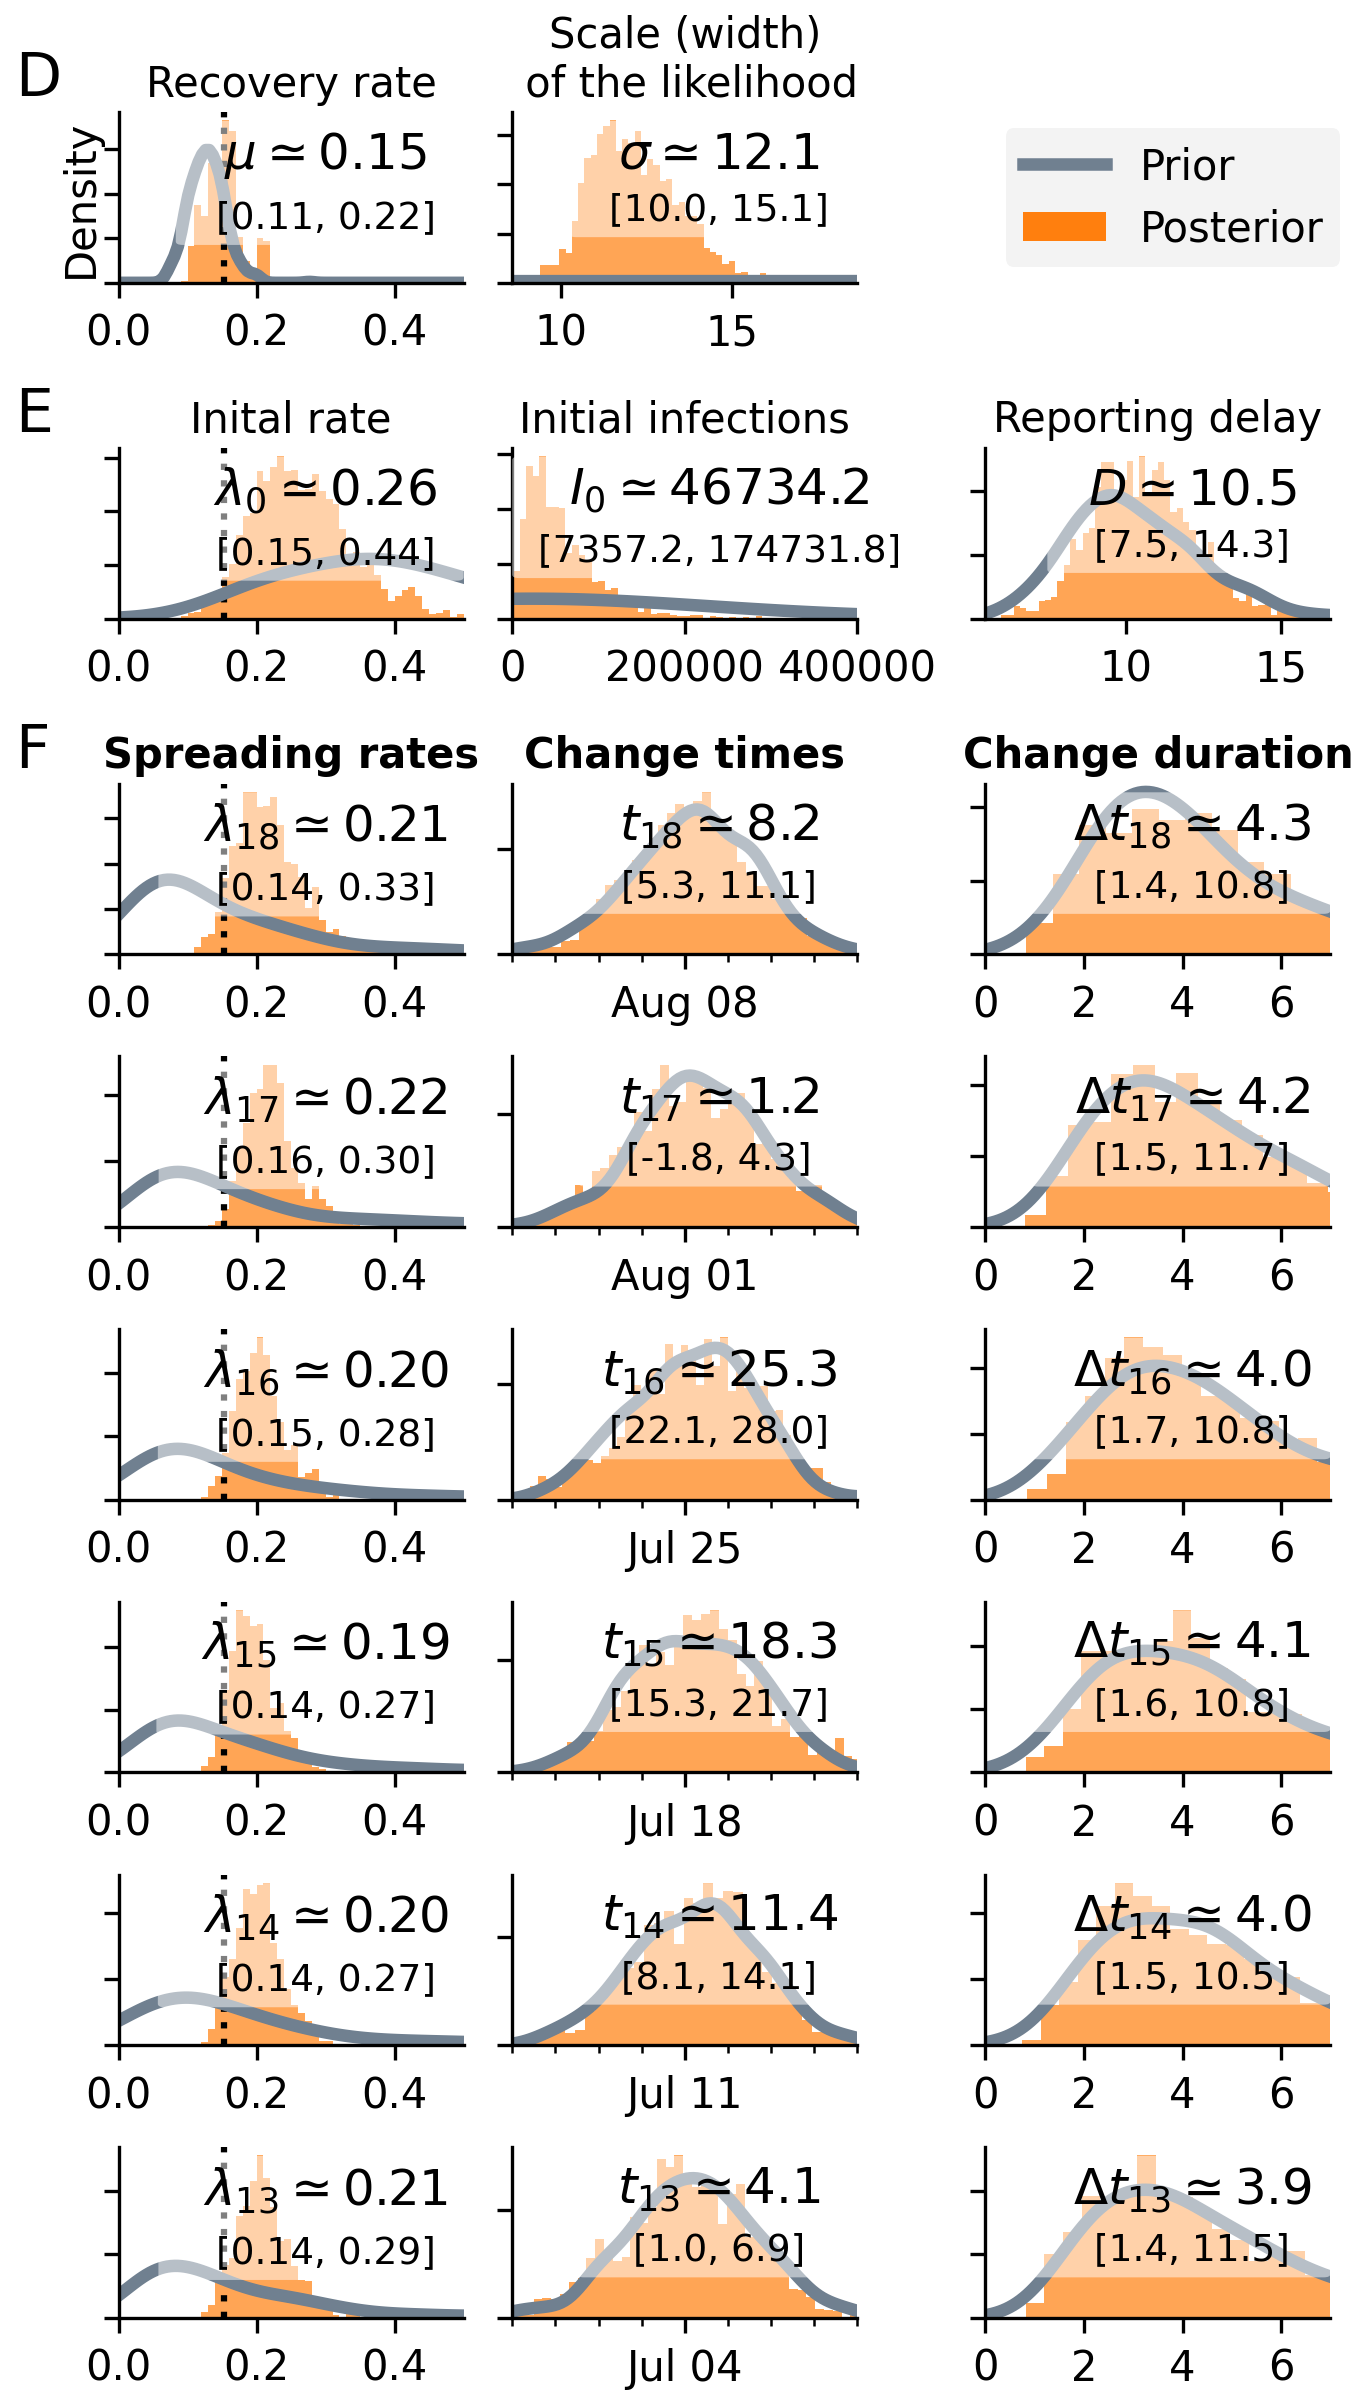 D
Recovery rate
Scale (width)
of the likelihood
Density
μ ≃ 0.15
[0.11, 0.22]
0.0 0.2 0.4
σ ≃ 12.1
[10.0, 15.1]
10 15
Prior
Posterior
E
Inital rate
Initial infections
Reporting delay
λ0 ≃ 0.26
[0.15, 0.44]
0.0 0.2 0.4
I0 ≃ 46734.2
[7357.2, 174731.8]
0 200000 400000
D ≃ 10.5
[7.5, 14.3]
10 15
F
Spreading rates
Change times
Change duration
λ18 ≃ 0.21
[0.14, 0.33]
0.0 0.2 0.4
t18 ≃ 8.2
[5.3, 11.1]
Aug 08
Δt18 ≃ 4.3
[1.4, 10.8]
0 2 4 6
λ17 ≃ 0.22
[0.16, 0.30]
0.0 0.2 0.4
t17 ≃ 1.2
[-1.8, 4.3]
Aug 01
Δt17 ≃ 4.2
[1.5, 11.7]
0 2 4 6
λ16 ≃ 0.20
[0.15, 0.28]
0.0 0.2 0.4
t16 ≃ 25.3
[22.1, 28.0]
Jul 25
Δt16 ≃ 4.0
[1.7, 10.8]
0 2 4 6
λ15 ≃ 0.19
[0.14, 0.27]
0.0 0.2 0.4
t15 ≃ 18.3
[15.3, 21.7]
Jul 18
Δt15 ≃ 4.1
[1.6, 10.8]
0 2 4 6
λ14 ≃ 0.20
[0.14, 0.27]
0.0 0.2 0.4
t14 ≃ 11.4
[8.1, 14.1]
Jul 11
Δt14 ≃ 4.0
[1.5, 10.5]
0 2 4 6
λ13 ≃ 0.21
[0.14, 0.29]
0.0 0.2 0.4
t13 ≃ 4.1
[1.0, 6.9]
Jul 04
Δt13 ≃ 3.9
[1.4, 11.5]
0 2 4 6